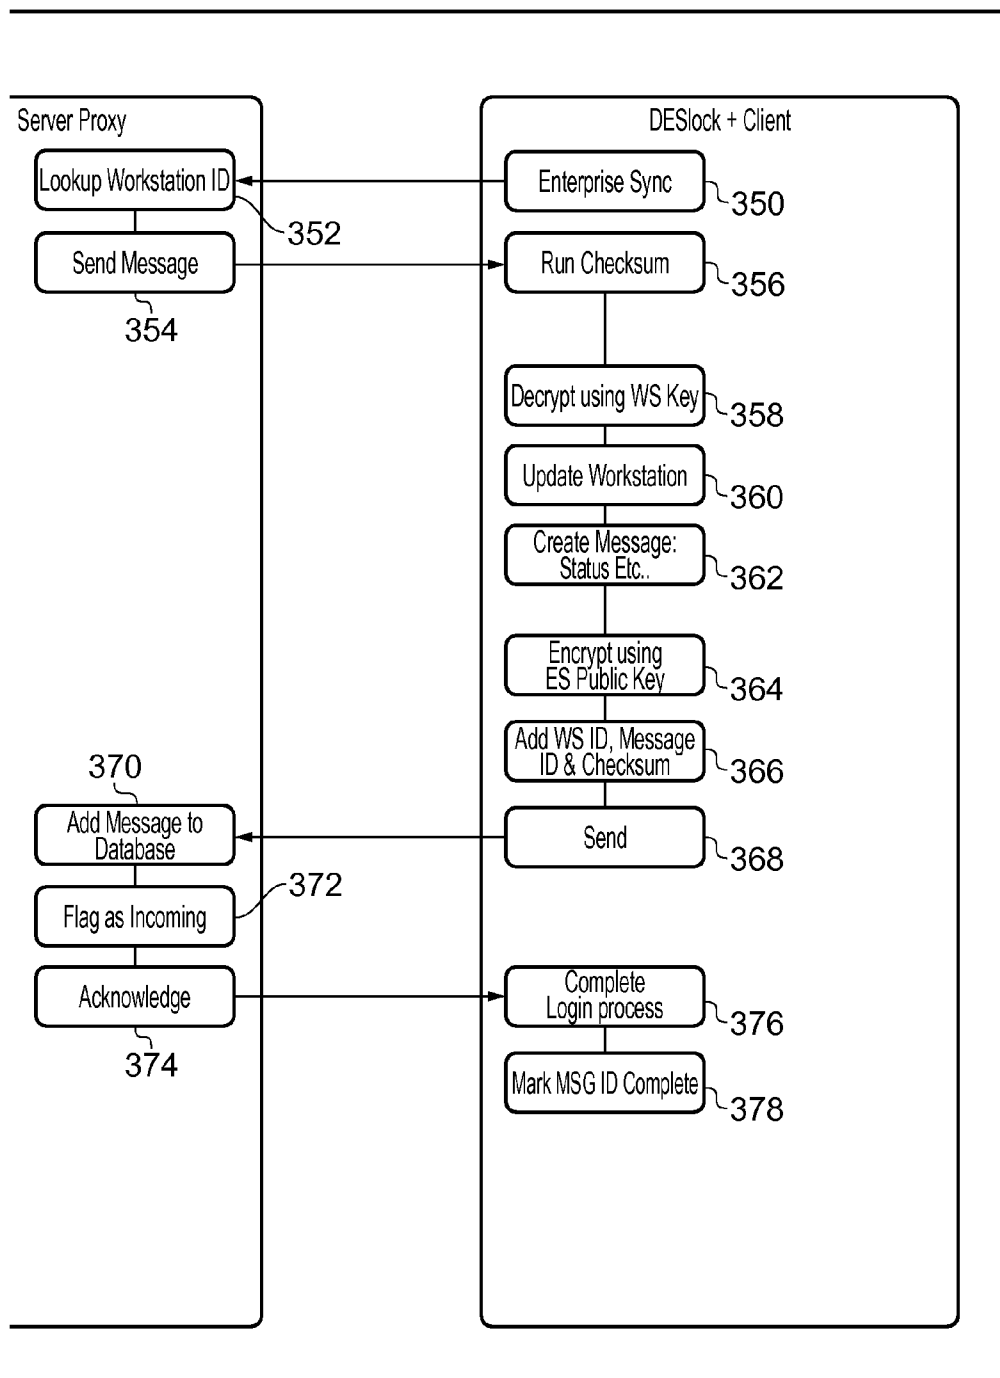 Server Proxy
DESlock + Client
Lookup Workstation ID
Enterprise Sync
350
352
Send Message
Run Checksum
356
354
Decrypt using WS Key
358
Update Workstation
360
Create Message:
Status Etc..
362
Encrypt using
ES Public Key
364
Add WS ID, Message
ID & Checksum
366
370
Add Message to
Database
Send
368
372
Flag as Incoming
Acknowledge
Complete
Login process
376
374
Mark MSG ID Complete
378